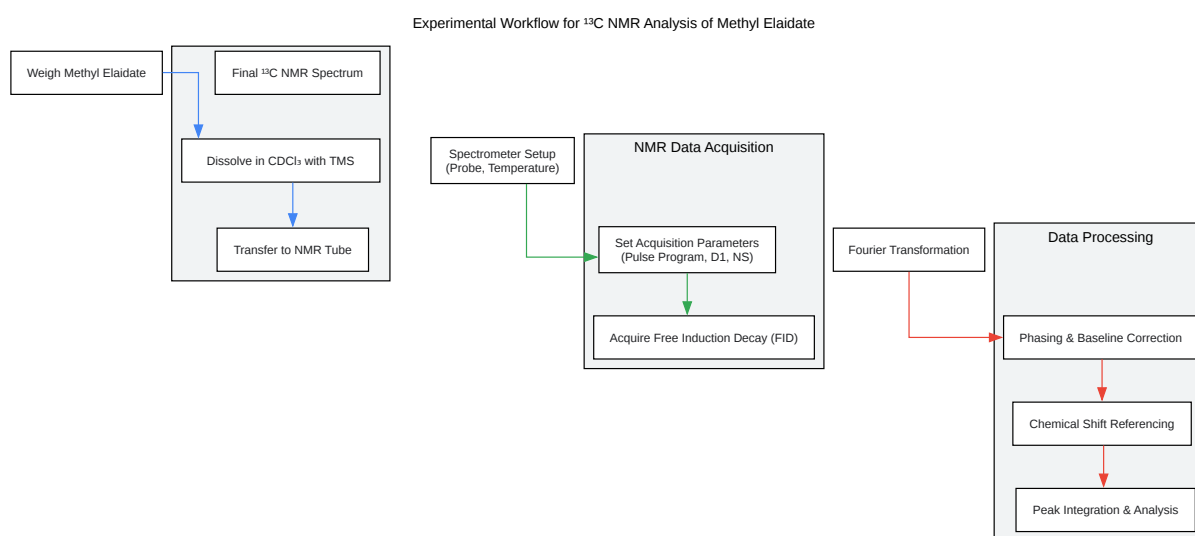 Experimental Workflow for ¹³C NMR Analysis of Methyl Elaidate
Weigh Methyl Elaidate
Final ¹³C NMR Spectrum
Dissolve in CDCl₃ with TMS
Transfer to NMR Tube
Spectrometer Setup
(Probe, Temperature)
NMR Data Acquisition
Set Acquisition Parameters
(Pulse Program, D1, NS)
Acquire Free Induction Decay (FID)
Fourier Transformation
Data Processing
Phasing & Baseline Correction
Chemical Shift Referencing
Peak Integration & Analysis